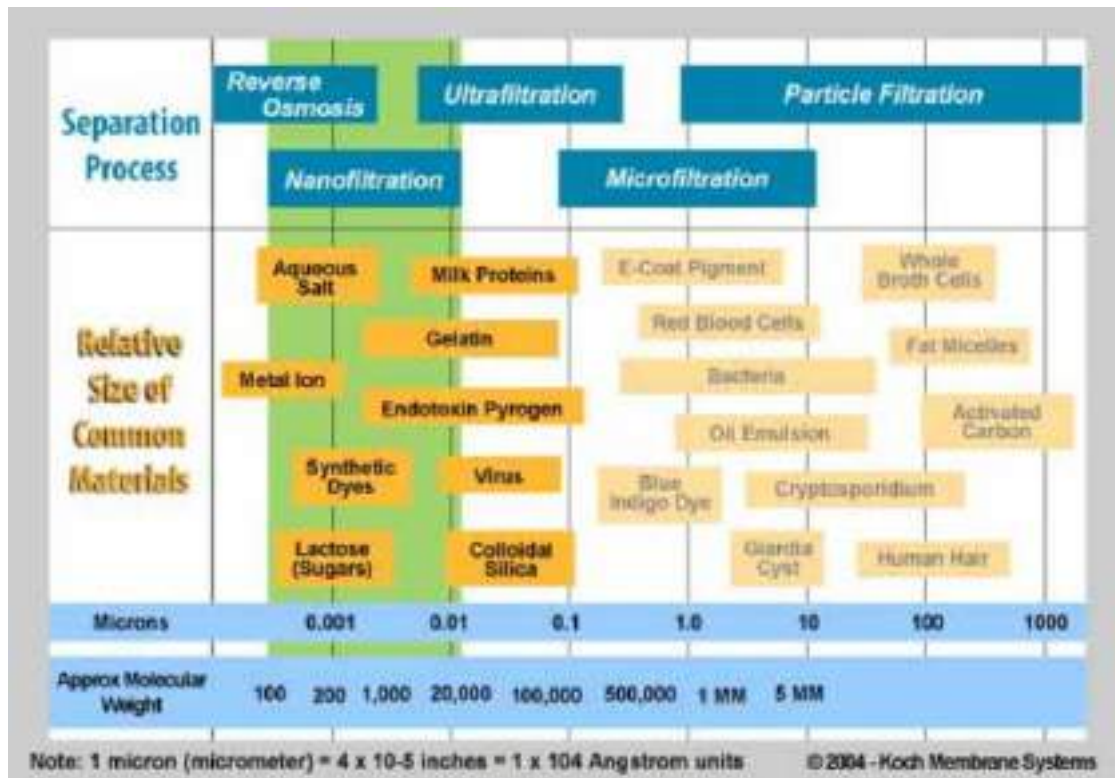 Separation
Process
Reverse
Osmosis
Ultrafiltration
Particle Filtration
Nanofiltration
Microfiltration
Relative
Size of
Common
Materials
Aqueous
Salt
Milk Proteins
E-Coat Pigment
Whole
Broth Cells
Gelatin
Red Blood Cells
Fat Micelles
Metal Ion
Bacteria
Endotoxin Pyrogen
Oil Emulsion
Activated
Carbon
Synthetic
Dyes
Virus
Blue
Indigo Dye
Cryptosporidium
Lactose
(Sugars)
Colloidal
Silica
Giardia
Cyst
Human Hair
Microns 0.001 0.01 0.1 1.0 10 100 1000
Approx Molecular
Weight
100 200 1,000 20,000 100,000 500,000 1 MM 5 MM
Note: 1 micron (micrometer) = 4 x 10-5 inches = 1 x 104 Angstrom units © 2004 - Koch Membrane Systems